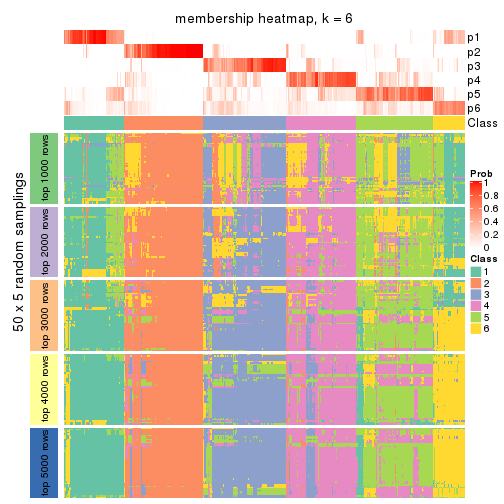 membership heatmap, k = 6
p1
p2
p3
p4
p5
p6
Class
50 x 5 random samplings
top 1000 rows
top 2000 rows
top 3000 rows
top 4000 rows
top 5000 rows
Prob
1
0.8
0.6
0.4
0.2
0
Class
1
2
3
4
5
6